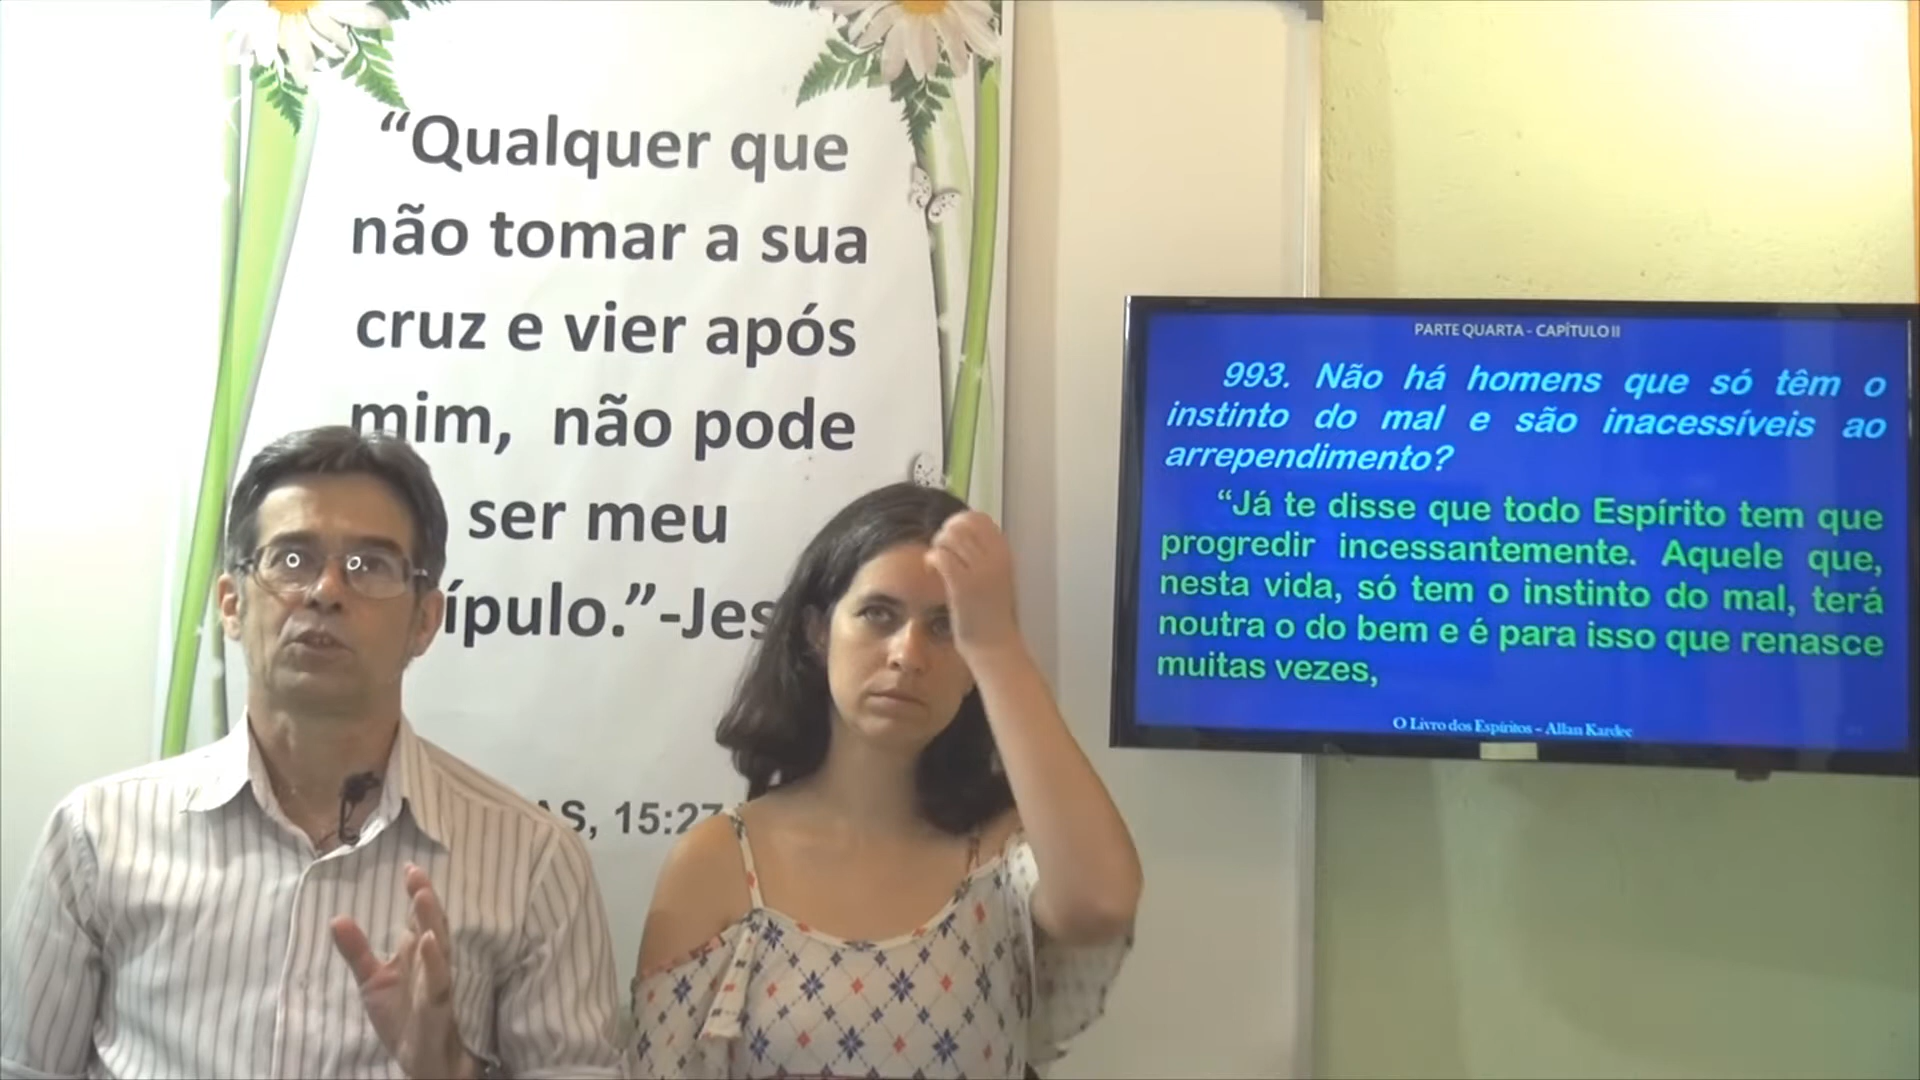 “Qualquer que
não tomar a sua
cruz e vier após
mim, não pode
ser meu
ípulo.”-Jes
AS, 15:27
PARTE QUARTA - CAPÍTULO II
993. Não há homens que só têm o
instinto do mal e são inacessíveis ao
arrependimento?
“Já te disse que todo Espírito tem que
progredir incessantemente. Aquele que,
nesta vida, só tem o instinto do mal, terá
noutra o do bem e é para isso que renasce
muitas vezes,
O Livro dos Espíritos – Allan Kardec